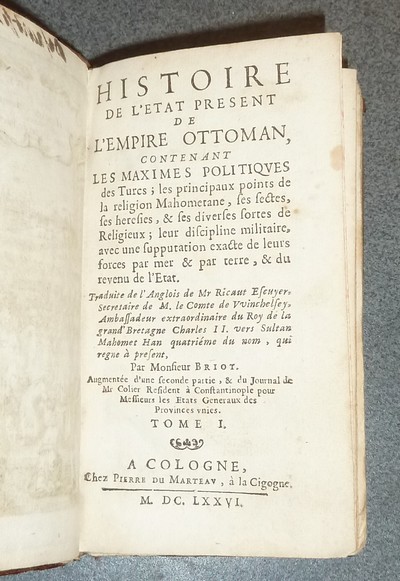 HISTOIRE
DE L'ETAT PRESENT
DE
L'EMPIRE OTTOMAN,
CONTENANT
LES MAXIMES POLITIQVES
des Turcs ; les principaux points de
la religion Mahometane, ſes ſectes,
ſes hereſies, & ſes diverſes ſortes de
Religieux ; leur diſcipline militaire,
avec une ſupputation exacte de leurs
forces par mer & par terre, & du
revenu de l'Etat.
Traduite de l'Anglois de Mr Ricaut Eſcuyer,
Secretaire de M. le Comte de VVinchelſey,
Ambaſſadeur extraordinaire du Roy de la
grand' Bretagne Charles II. vers Sultan
Mahomet Han quatriéme du nom, qui
regne à preſent,
Par Monſieur BRIOT.
Augmentée d'une ſeconde partie, & du Journal de
Mr Colier Reſident à Conſtantinople pour
Meſſieurs les Etats Generaux des
Provinces vnies.
TOME I.
A COLOGNE,
Chez PIERRE DU MARTEAV, à la Cigogne.
M. DC. LXXVI.